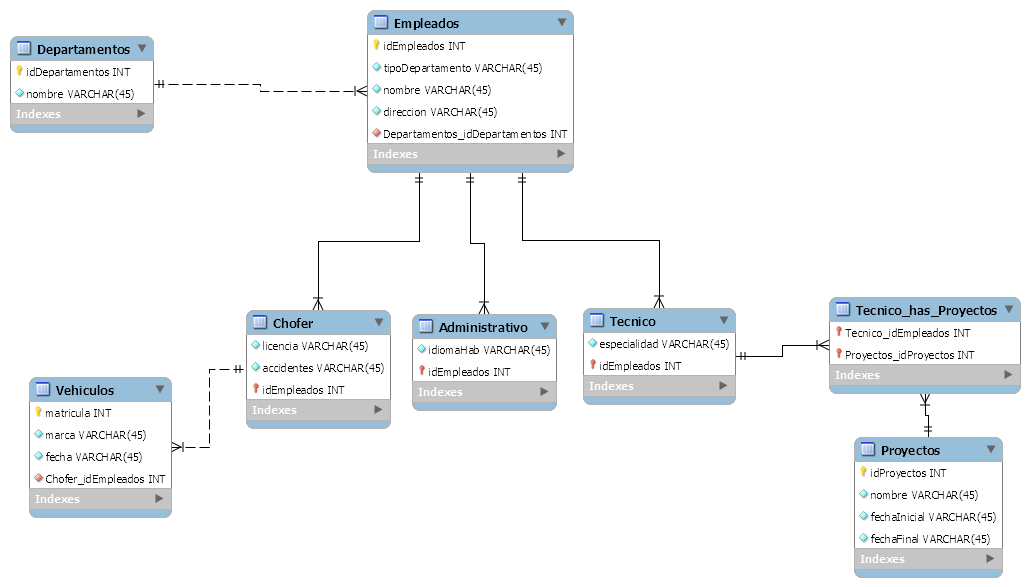 Departamentos
idDepartamentos INT
nombre VARCHAR(45)
Indexes
Empleados
idEmpleados INT
tipoDepartamento VARCHAR(45)
nombre VARCHAR(45)
direccion VARCHAR(45)
Departamentos_idDepartamentos INT
Indexes
Chofer
licencia VARCHAR(45)
accidentes VARCHAR(45)
idEmpleados INT
Indexes
Administrativo
idiomaHab VARCHAR(45)
idEmpleados INT
Indexes
Tecnico
especialidad VARCHAR(45)
idEmpleados INT
Indexes
Tecnico_has_Proyectos
Tecnico_idEmpleados INT
Proyectos_idProyectos INT
Indexes
Vehiculos
matricula INT
marca VARCHAR(45)
fecha VARCHAR(45)
Chofer_idEmpleados INT
Indexes
Proyectos
idProyectos INT
nombre VARCHAR(45)
fechaInicial VARCHAR(45)
fechaFinal VARCHAR(45)
Indexes